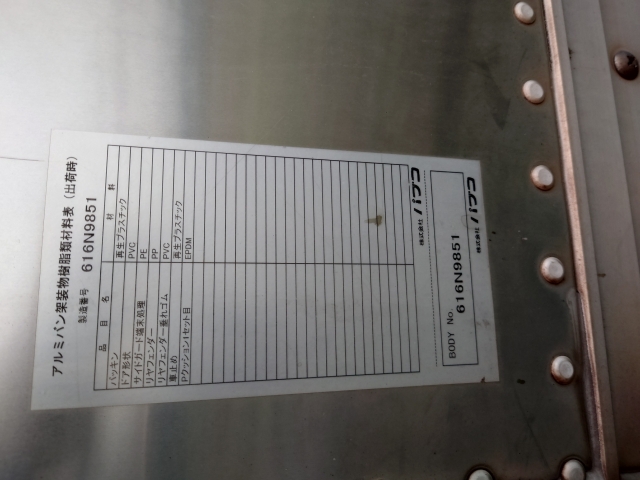 アルミバン架装物樹脂類材料表（出荷時）
製造番号 616N9851
品目名 材料
パッキン 再生プラスチック
ドア形状 PVC
サイドガード端末処理 PE
リヤフェンダー PP
リヤフェンダー垂れゴム PVC
車止め 再生プラスチック
Pクッション1セット目 EPDM
株式会社 パブコ
BODY No 616N9851
株式会社 パブコ